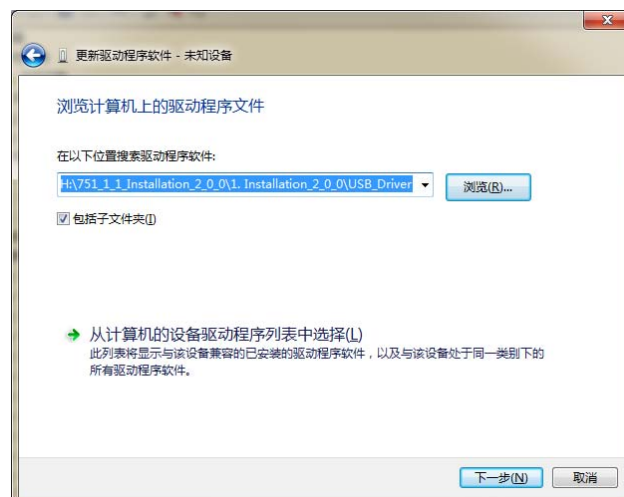 更新驱动程序软件 - 未知设备
浏览计算机上的驱动程序文件
在以下位置搜索驱动程序软件:
H:\751_1_1_Installation_2_0_0\1. Installation_2_0_0\USB_Driver
浏览(R)...
包括子文件夹(I)
从计算机的设备驱动程序列表中选择(L)
此列表将显示与该设备兼容的已安装的驱动程序软件，以及与该设备处于同一类别下的
所有驱动程序软件。
下一步(N)
取消